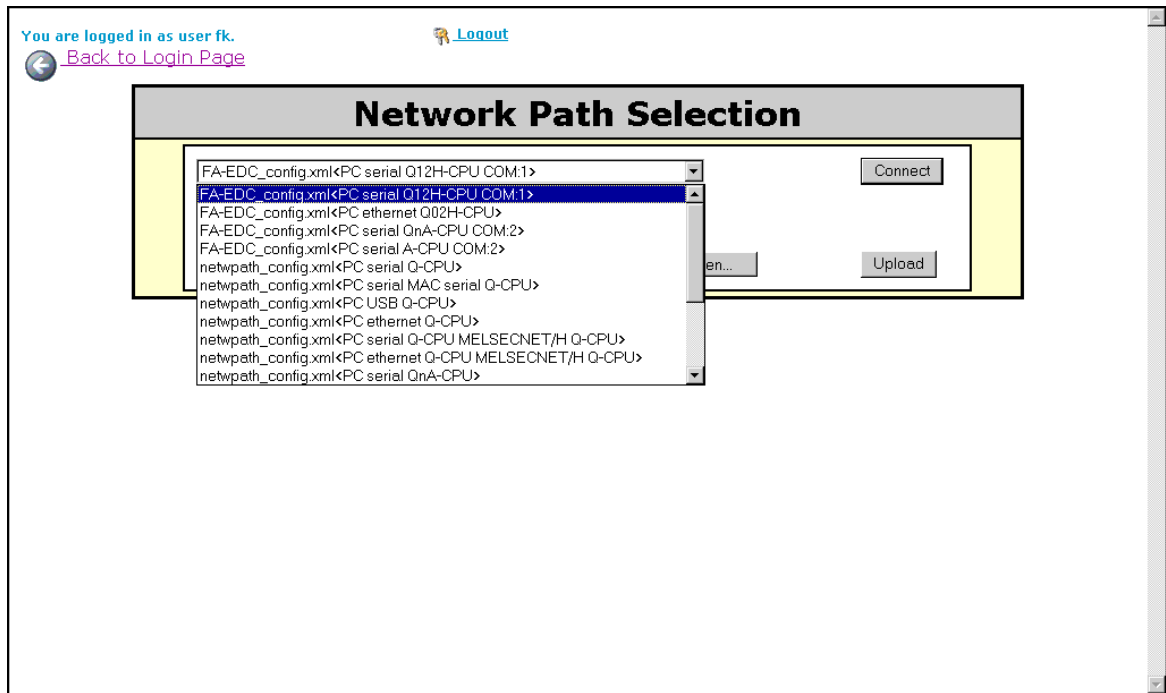 You are logged in as user fk.
Logout
Back to Login Page
Network Path Selection
FA-EDC_config.xml<PC serial Q12H-CPU COM:1>
Connect
FA-EDC_config.xml<PC serial Q12H-CPU COM:1>
FA-EDC_config.xml<PC ethernet Q02H-CPU>
FA-EDC_config.xml<PC serial QnA-CPU COM:2>
FA-EDC_config.xml<PC serial A-CPU COM:2>
netwpath_config.xml<PC serial Q-CPU>
en...
Upload
netwpath_config.xml<PC serial MAC serial Q-CPU>
netwpath_config.xml<PC USB Q-CPU>
netwpath_config.xml<PC ethernet Q-CPU>
netwpath_config.xml<PC serial Q-CPU MELSECNET/H Q-CPU>
netwpath_config.xml<PC ethernet Q-CPU MELSECNET/H Q-CPU>
netwpath_config.xml<PC serial QnA-CPU>